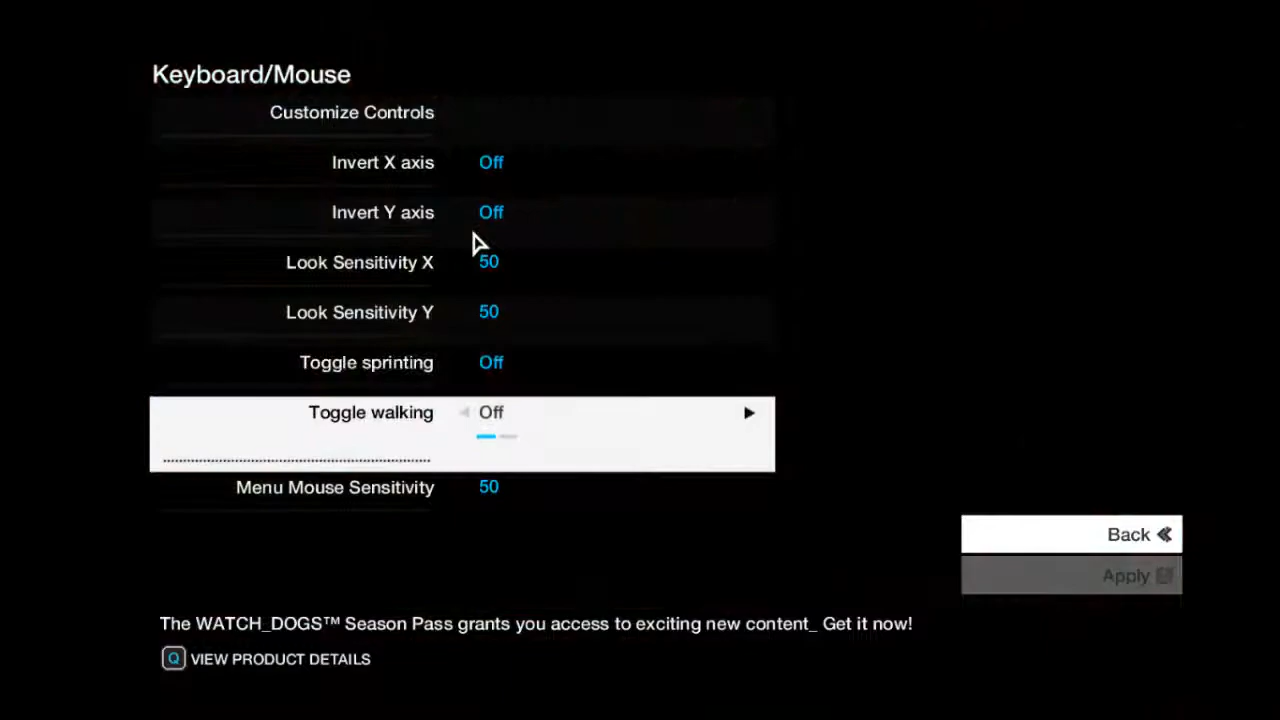 Keyboard/Mouse
Customize Controls
Invert X axis Off
Invert Y axis Off
Look Sensitivity X 50
Look Sensitivity Y 50
Toggle sprinting Off
Toggle walking Off
Menu Mouse Sensitivity 50
Back
Apply
The WATCH_DOGS™ Season Pass grants you access to exciting new content_ Get it now!
Q VIEW PRODUCT DETAILS